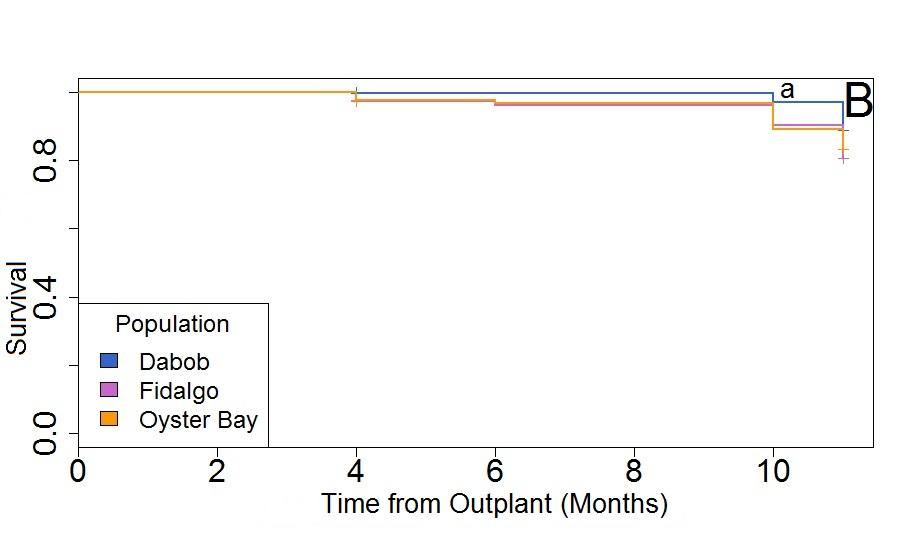 a
B
0.8
0.4
0.0
Survival
Population
Dabob
Fidalgo
Oyster Bay
0 2 4 6 8 10
Time from Outplant (Months)